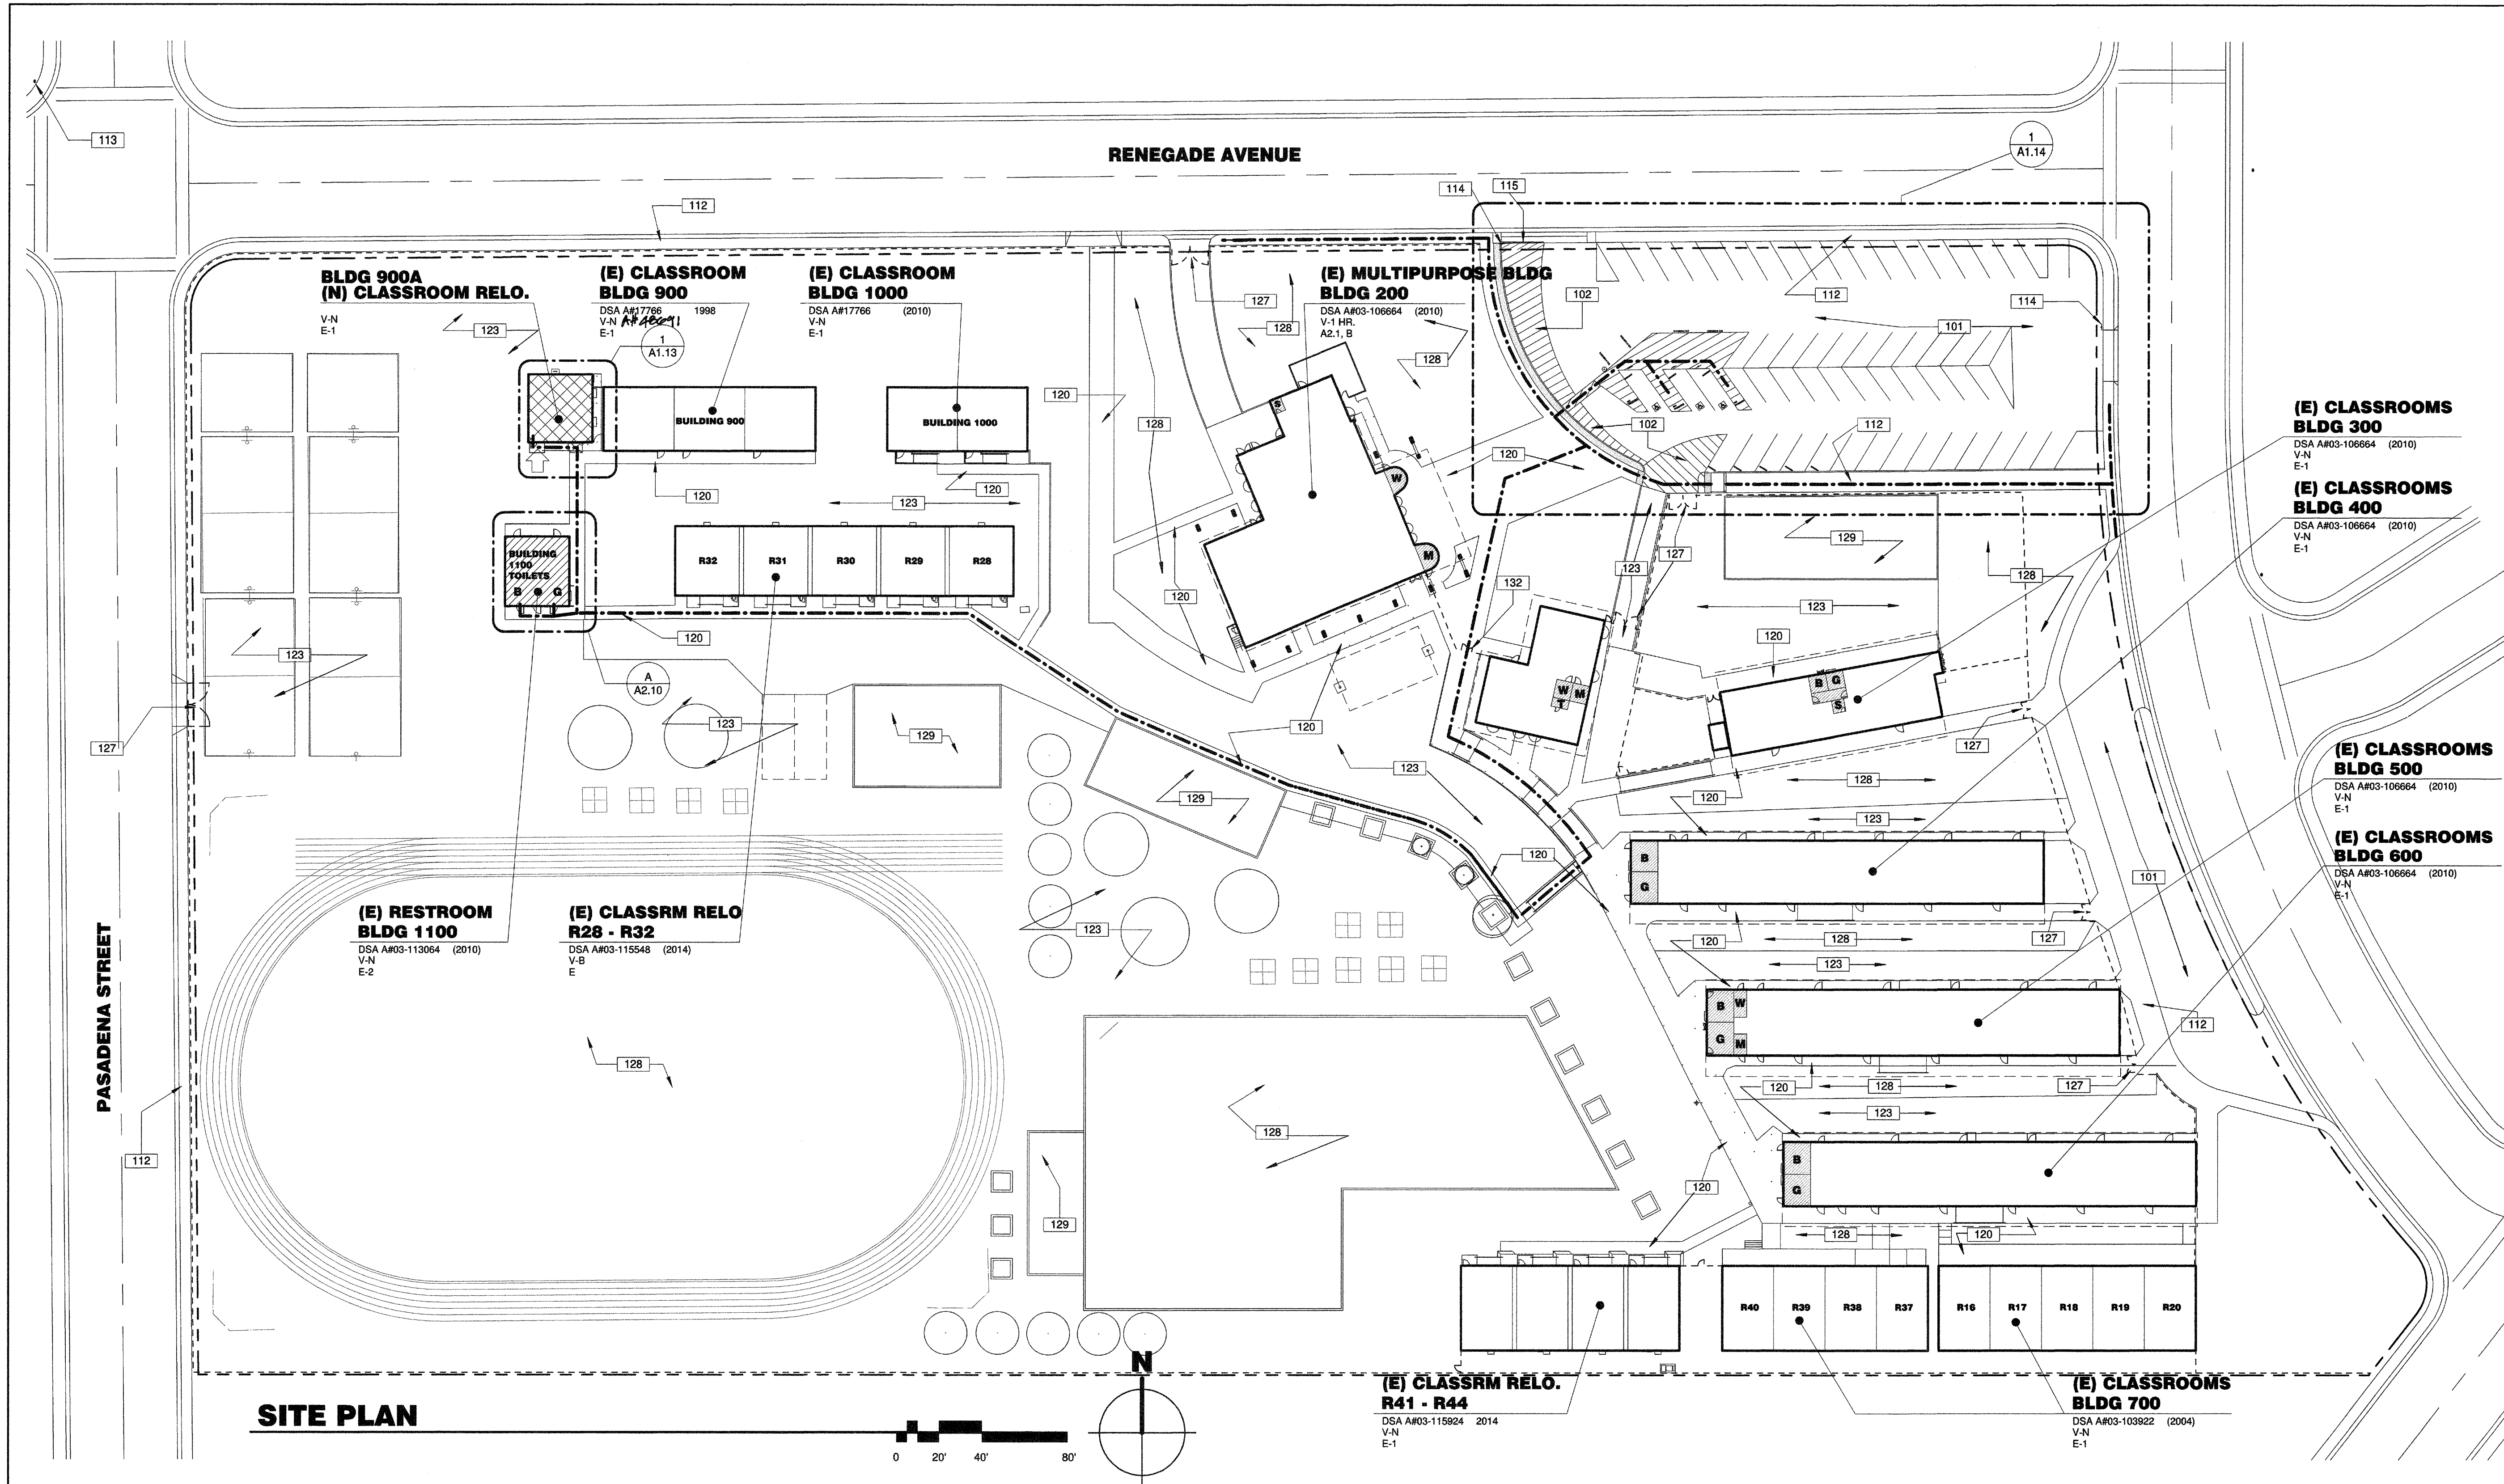 RENEGADE AVENUE
1
A1.14
113
112
114
115
BLDG 900A
(N) CLASSROOM RELO.
V-N
E-1
123
(E) CLASSROOM
BLDG 900
DSA A#17766 1998
V-N
E-1
1
A1.13
(E) CLASSROOM
BLDG 1000
DSA A#17766 (2010)
V-N
E-1
127
128
(E) MULTIPURPOSE BLDG
BLDG 200
DSA A#03-106664 (2010)
V-1 HR.
A2.1, B
128
102
112
114
101
120
128
BUILDING 900
BUILDING 1000
S
102
112
120
(E) CLASSROOMS
BLDG 300
DSA A#03-106664 (2010)
V-N
E-1
(E) CLASSROOMS
BLDG 400
DSA A#03-106664 (2010)
V-N
E-1
120
123
120
W
M
129
127
123
128
132
120
BUILDING
1100
TOILETS
B G
R32
R31
R30
R29
R28
120
123
120
123
A
A2.10
W
M
T
B
G
S
127
123
129
120
129
123
127
128
120
123
(E) CLASSROOMS
BLDG 500
DSA A#03-106664 (2010)
V-N
E-1
(E) CLASSROOMS
BLDG 600
DSA A#03-106664 (2010)
V-N
E-1
120
B
G
101
123
120
128
127
123
(E) RESTROOM
BLDG 1100
DSA A#03-113064 (2010)
V-N
E-2
(E) CLASSRM RELO
R28 - R32
DSA A#03-115548 (2014)
V-B
E
PASADENA STREET
B
W
G
M
112
128
120
128
127
123
128
112
B
G
120
129
128
120
R40
R39
R38
R37
R16
R17
R18
R19
R20
N
SITE PLAN
0 20' 40' 80'
(E) CLASSRM RELO.
R41 - R44
DSA A#03-115924 2014
V-N
E-1
(E) CLASSROOMS
BLDG 700
DSA A#03-103922 (2004)
V-N
E-1